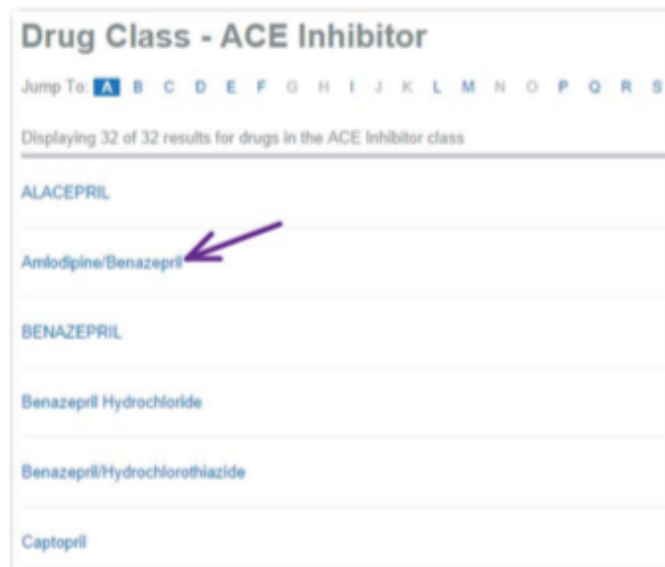 Drug Class - ACE Inhibitor
Jump To: A B C D E F G H I J K L M N O P Q R S
Displaying 32 of 32 results for drugs in the ACE Inhibitor class
ALACEPRIL
Amlodipine/Benazepril
BENAZEPRIL
Benazepril Hydrochloride
Benazepril/Hydrochlorothiazide
Captopril